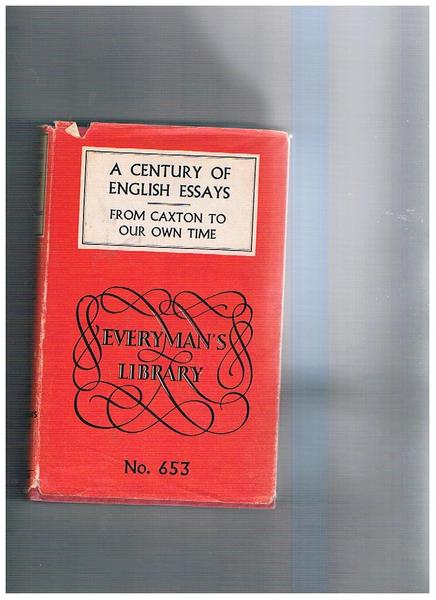 A CENTURY OF
ENGLISH ESSAYS
FROM CAXTON TO
OUR OWN TIME
EVERYMAN'S
LIBRARY
No. 653